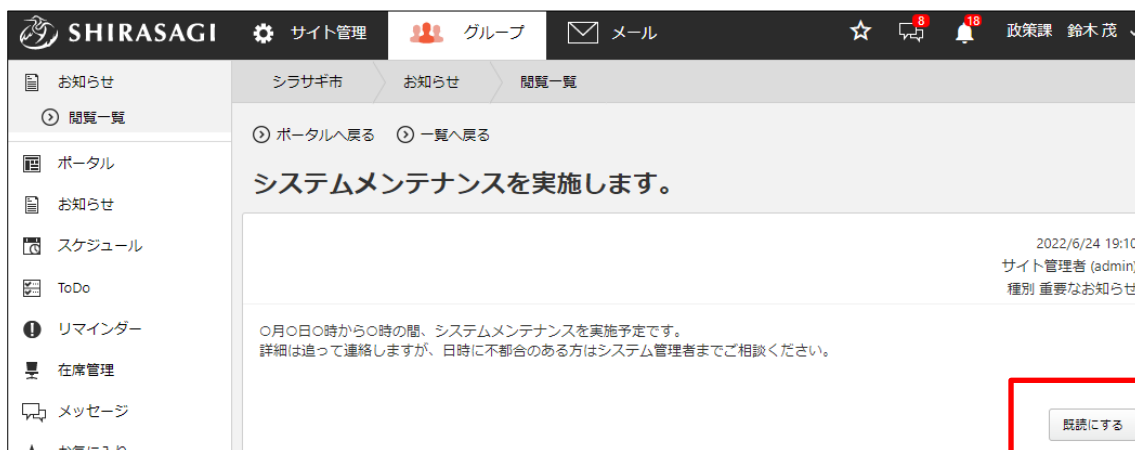 SHIRASAGI サイト管理 グループ メール 8 18 政策課 鈴木 茂
お知らせ
閲覧一覧
ポータル
お知らせ
スケジュール
ToDo
リマインダー
在席管理
メッセージ
シラサギ市 お知らせ 閲覧一覧
ポータルへ戻る 一覧へ戻る
システムメンテナンスを実施します。
2022/6/24 19:10
サイト管理者 (admin)
種別 重要なお知らせ
○月○日○時から○時の間、システムメンテナンスを実施予定です。
詳細は追って連絡しますが、日時に不都合のある方はシステム管理者までご相談ください。
既読にする